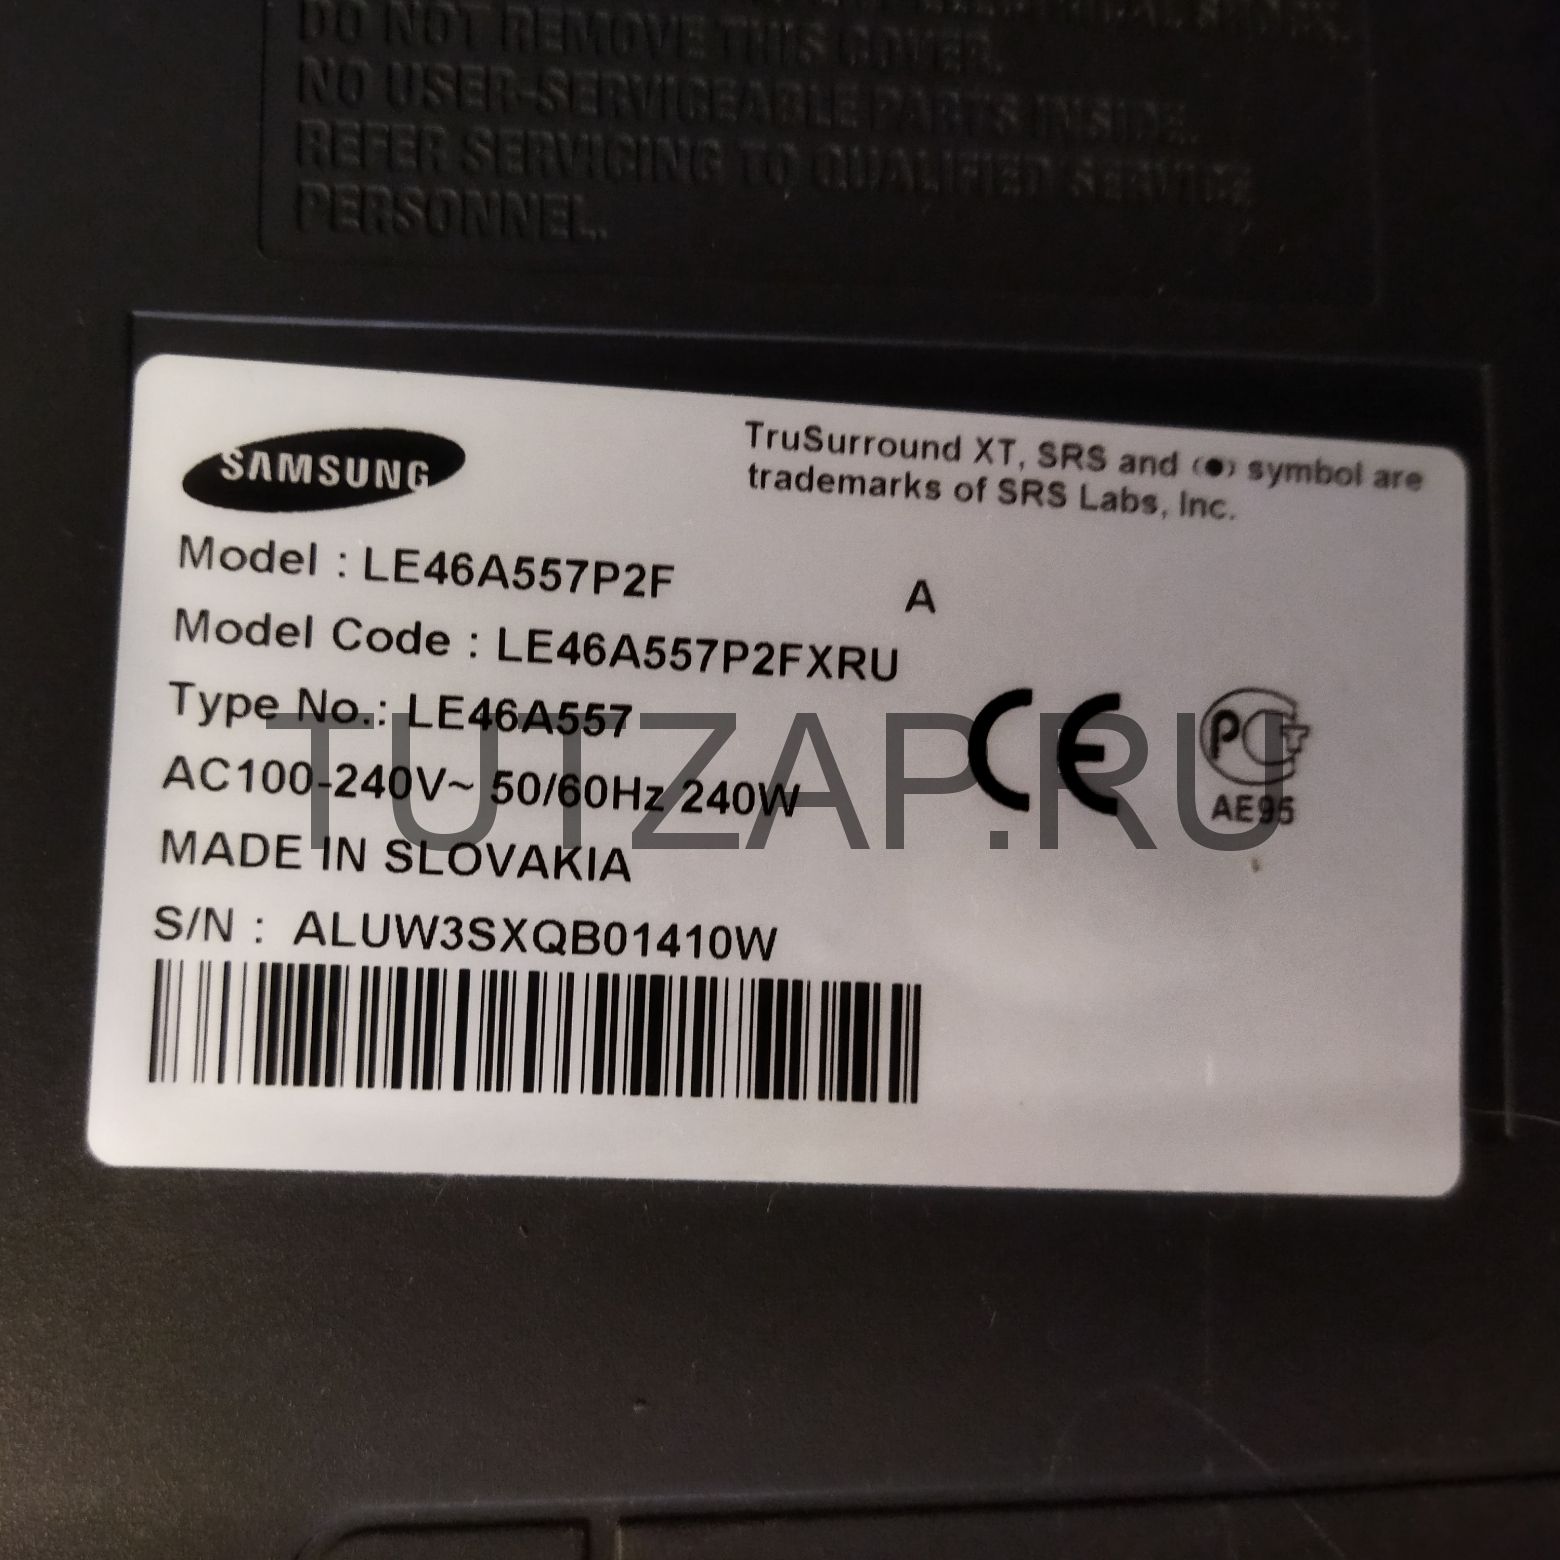 DO NOT REMOVE THIS COVER.
NO USER-SERVICEABLE PARTS INSIDE.
REFER SERVICING TO QUALIFIED SERVICE
PERSONNEL.
SAMSUNG
TruSurround XT, SRS and (●) symbol are
trademarks of SRS Labs, Inc.
Model : LE46A557P2F
A
Model Code : LE46A557P2FXRU
Type No.: LE46A557
AC100-240V~ 50/60Hz 240W
MADE IN SLOVAKIA
S/N : ALUW3SXQB01410W
CE
РСТ
AE95
TUTZAP.RU